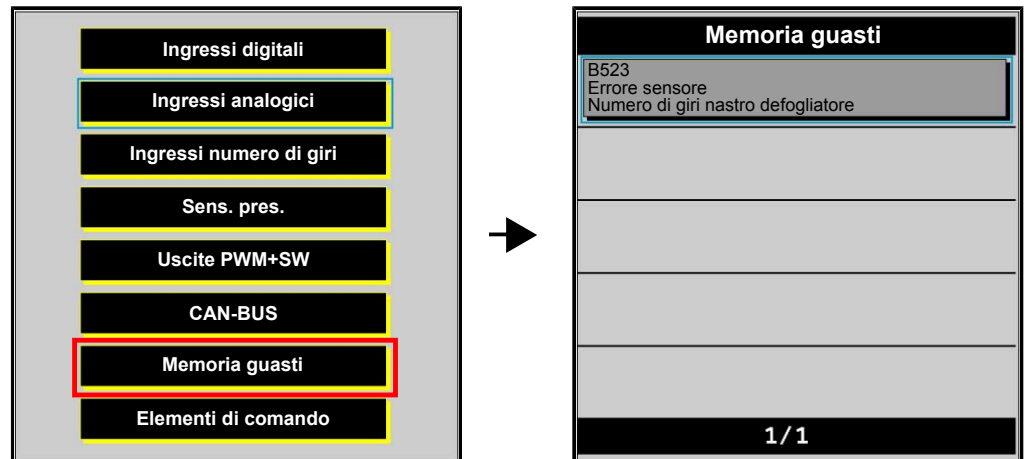 Ingressi digitali
Ingressi analogici
Ingressi numero di giri
Sens. pres.
Uscite PWM+SW
CAN-BUS
Memoria guasti
Elementi di comando
Memoria guasti
B523
Errore sensore
Numero di giri nastro defogliatore
1/1